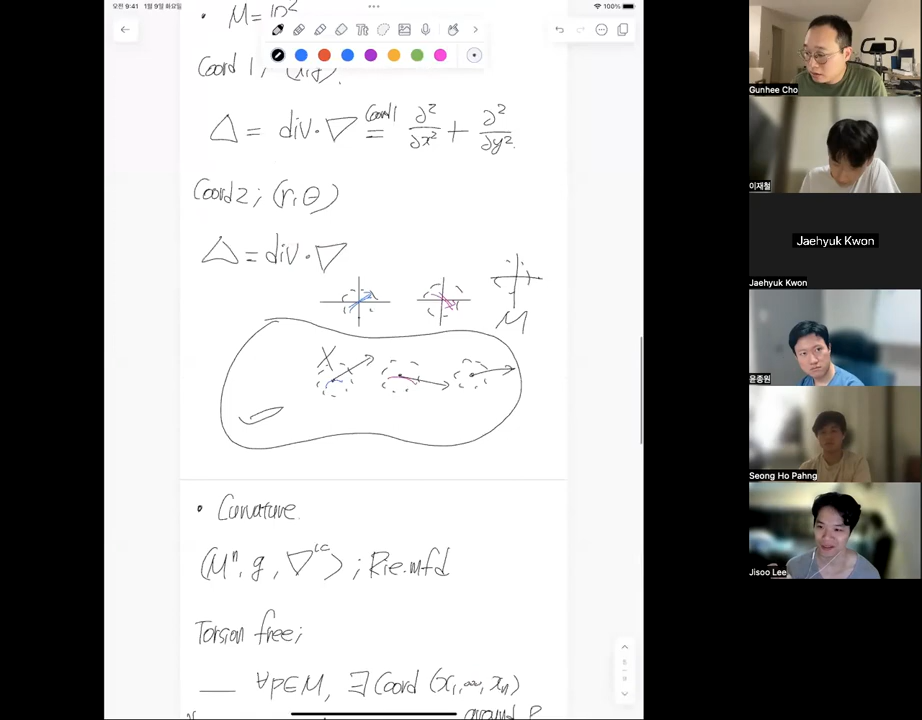 오전 9:41 1월 9일 화요일
100%
• M = ℝ²
Coord 1; (x,y).
Δ = div·∇ =^{Coord1} ∂²/∂x² + ∂²/∂y².
Coord 2; (r,θ)
Δ = div·∇
M
X
• Curvature.
(Mⁿ, g, ∇^{LC}); Rie.mfd
Torsion free;
— ∀p∈M, ∃ Coord (x₁,…,xₙ)
around p
Gunhee Cho
이재철
Jaehyuk Kwon
Jaehyuk Kwon
윤종원
Seong Ho Pahng
Jisoo Lee